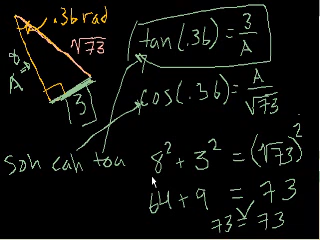 .36 rad
√73
8
A
3
tan(.36) = 3/A
cos(.36) = A/√73
soh cah toa
8² + 3² = (√73)²
64 + 9 = 73
73 = 73